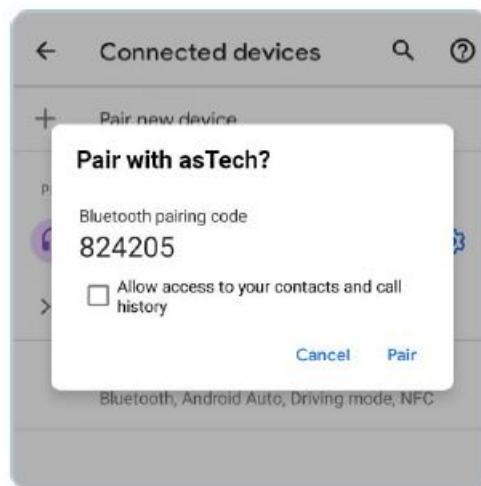 Connected devices
Pair new device
Pair with asTech?
Bluetooth pairing code
824205
Allow access to your contacts and call
history
Cancel Pair
Bluetooth, Android Auto, Driving mode, NFC